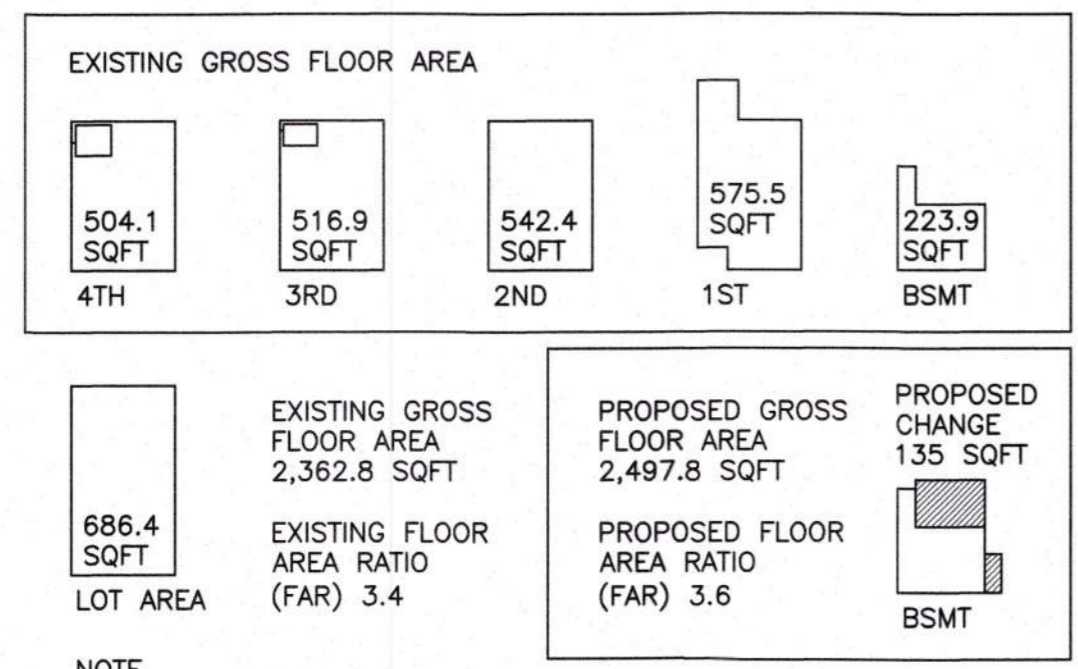 EXISTING GROSS FLOOR AREA
504.1
SQFT
4TH
516.9
SQFT
3RD
542.4
SQFT
2ND
575.5
SQFT
1ST
223.9
SQFT
BSMT
686.4
SQFT
LOT AREA
EXISTING GROSS
FLOOR AREA
2,362.8 SQFT
EXISTING FLOOR
AREA RATIO
(FAR) 3.4
PROPOSED GROSS
FLOOR AREA
2,497.8 SQFT
PROPOSED FLOOR
AREA RATIO
(FAR) 3.6
PROPOSED
CHANGE
135 SQFT
BSMT
NOTE